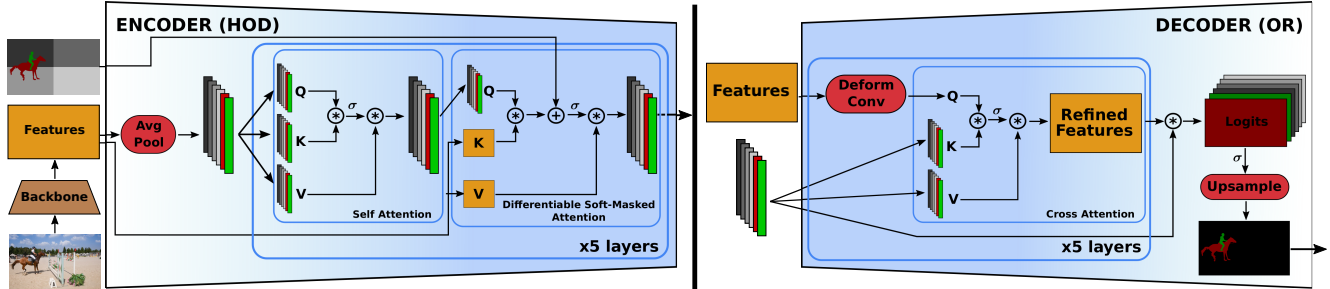 ENCODER (HOD)
Features
Backbone
Avg
Pool
Q
K
V
σ
Self Attention
Q
K
V
σ
Differentiable Soft-Masked
Attention
x5 layers
DECODER (OR)
Features
Deform
Conv
Q
K
V
σ
Refined
Features
Cross Attention
x5 layers
Logits
σ
Upsample